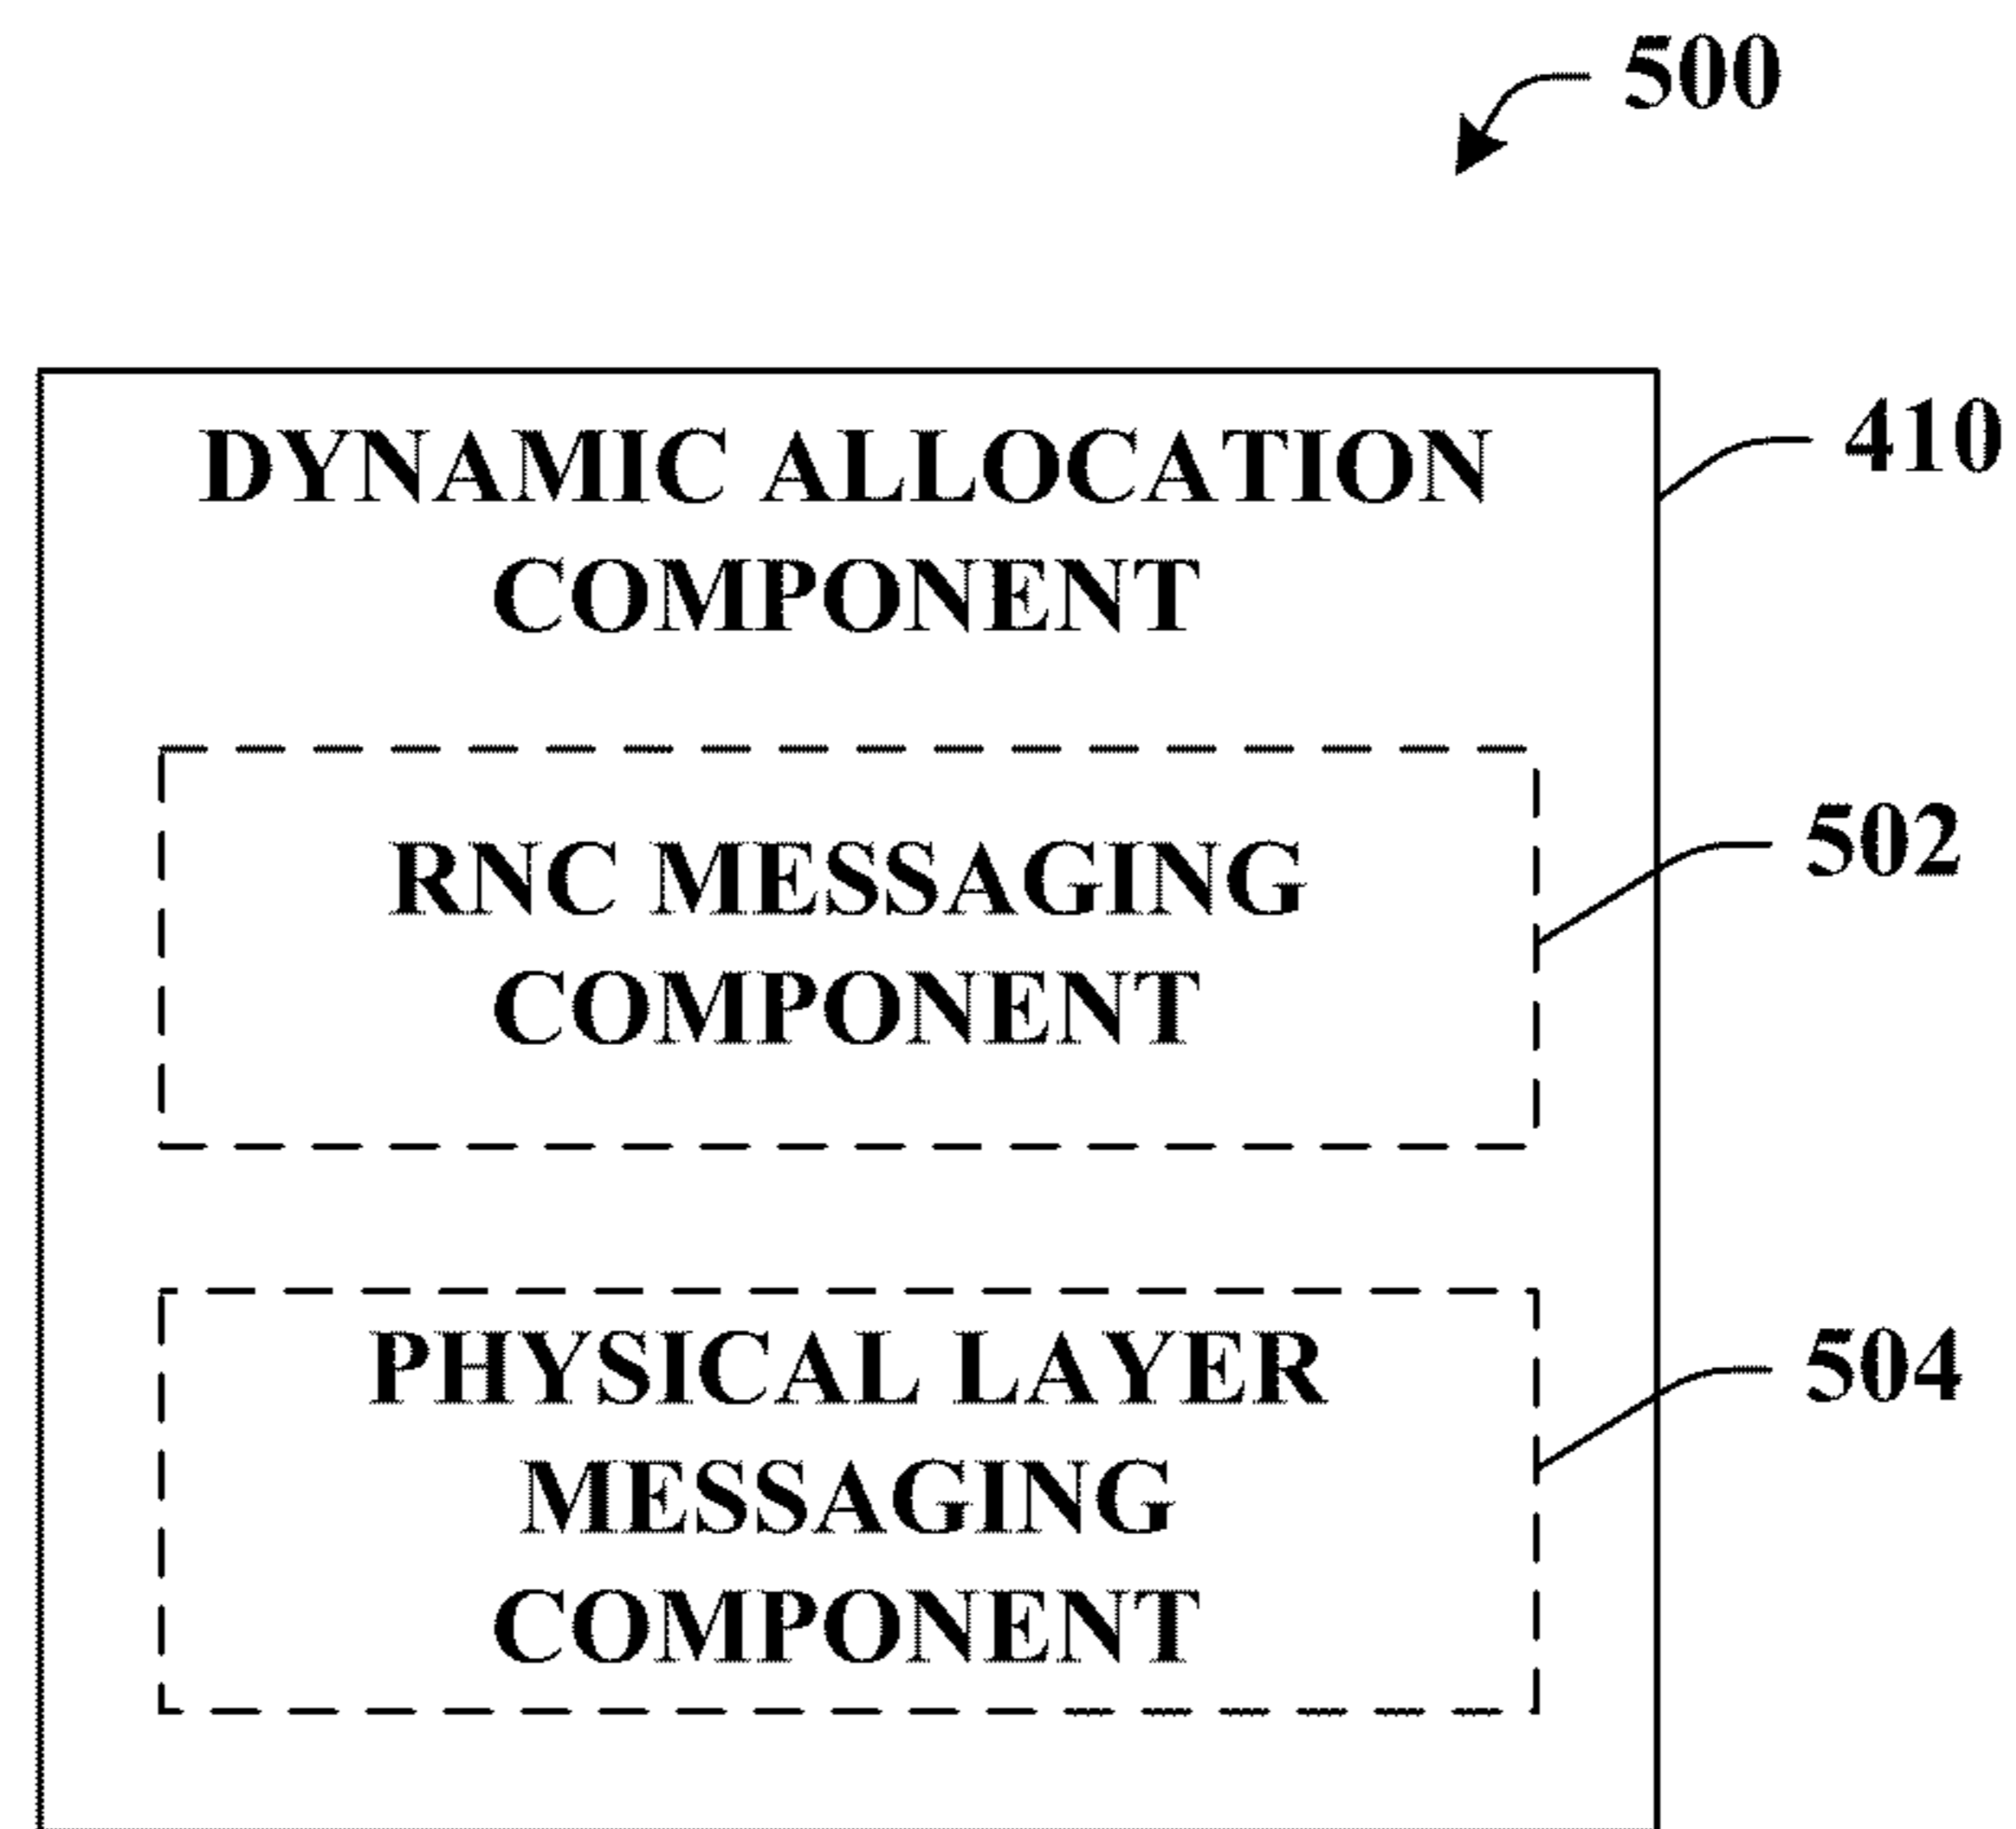 500
DYNAMIC ALLOCATION
COMPONENT
410
RNC MESSAGING
COMPONENT
502
PHYSICAL LAYER
MESSAGING
COMPONENT
504